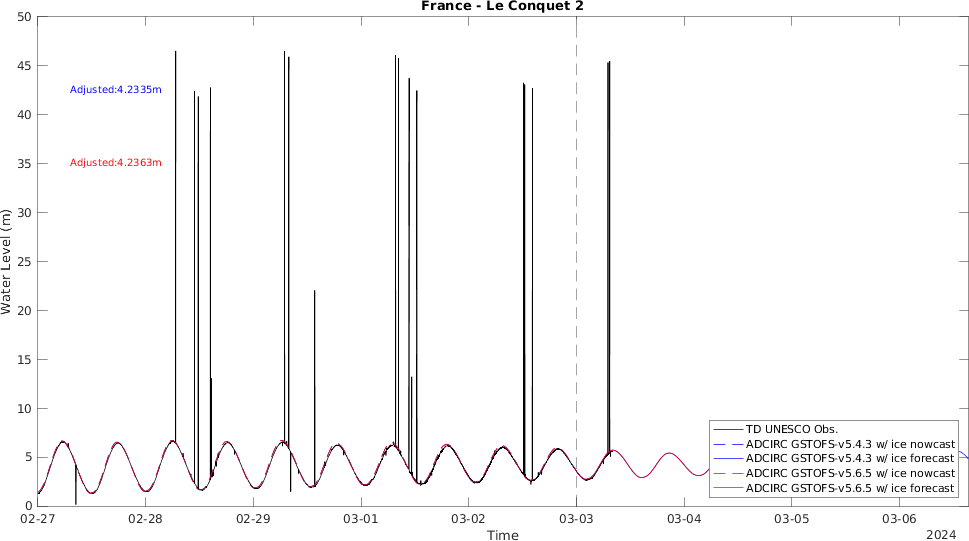 France - Le Conquet 2
50
45
40
35
30
25
20
15
10
5
0
Water Level (m)
Adjusted:4.2335m
Adjusted:4.2363m
TD UNESCO Obs.
ADCIRC GSTOFS-v5.4.3 w/ ice nowcast
ADCIRC GSTOFS-v5.4.3 w/ ice forecast
ADCIRC GSTOFS-v5.6.5 w/ ice nowcast
ADCIRC GSTOFS-v5.6.5 w/ ice forecast
02-27 02-28 02-29 03-01 03-02 03-03 03-04 03-05 03-06
Time
2024